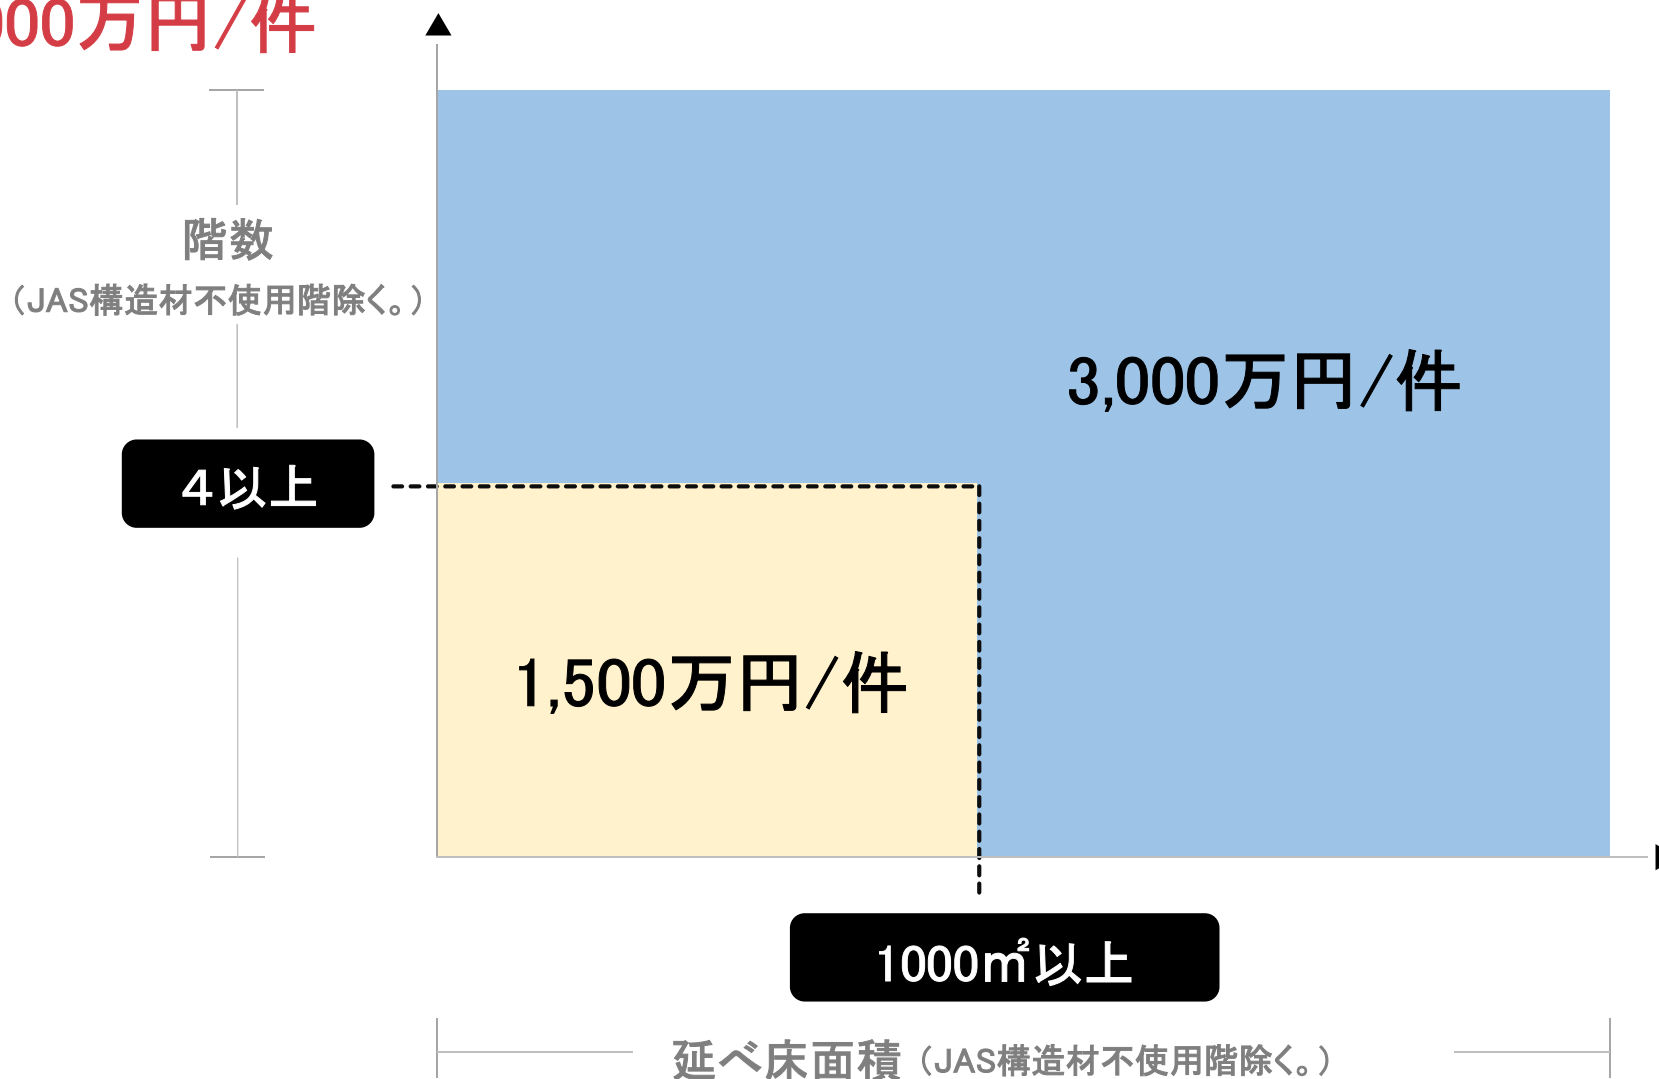 000万円/件
階数
（JAS構造材不使用階除く。）
3,000万円/件
４以上
1,500万円/件
1000㎡以上
延べ床面積（JAS構造材不使用階除く。）